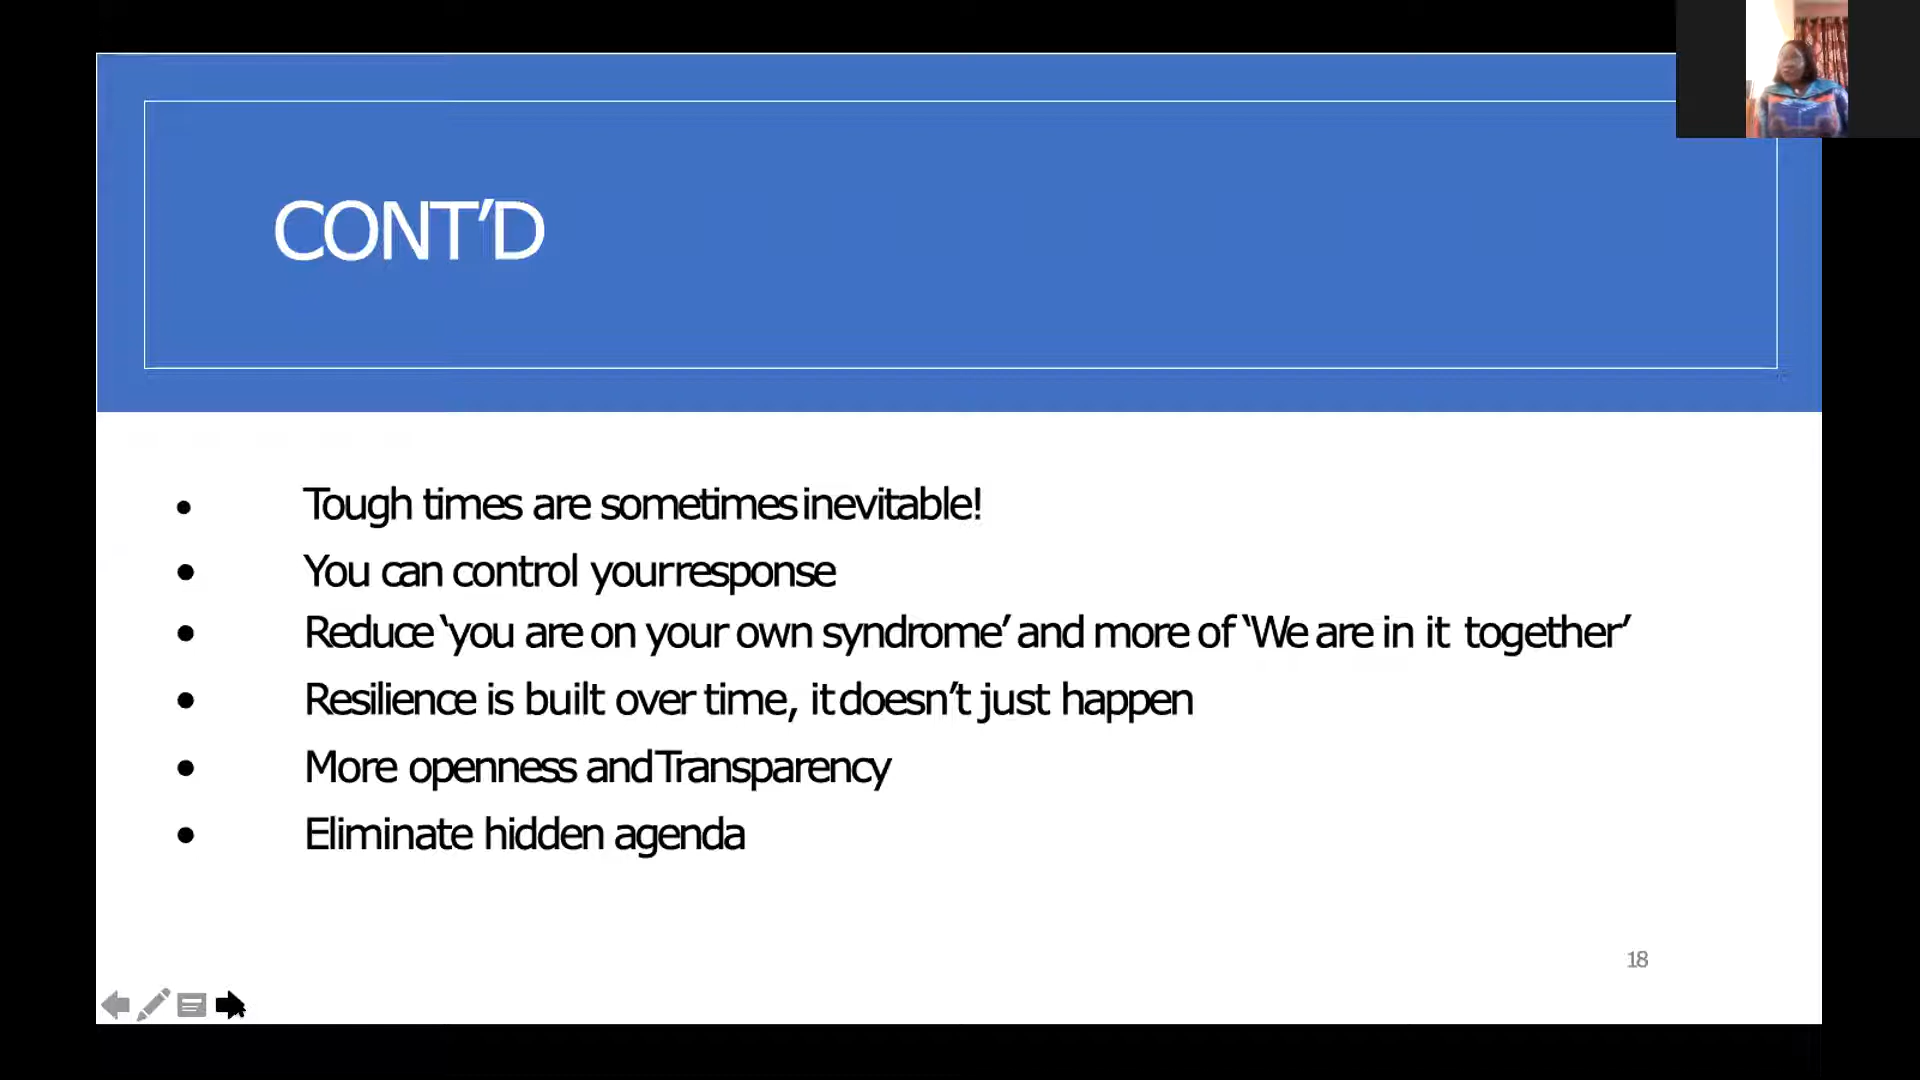 CONT’D
• Tough times are sometimes inevitable!
• You can control your response
• Reduce ‘you are on your own syndrome’ and more of ‘We are in it together’
• Resilience is built over time, it doesn’t just happen
• More openness and Transparency
• Eliminate hidden agenda
18